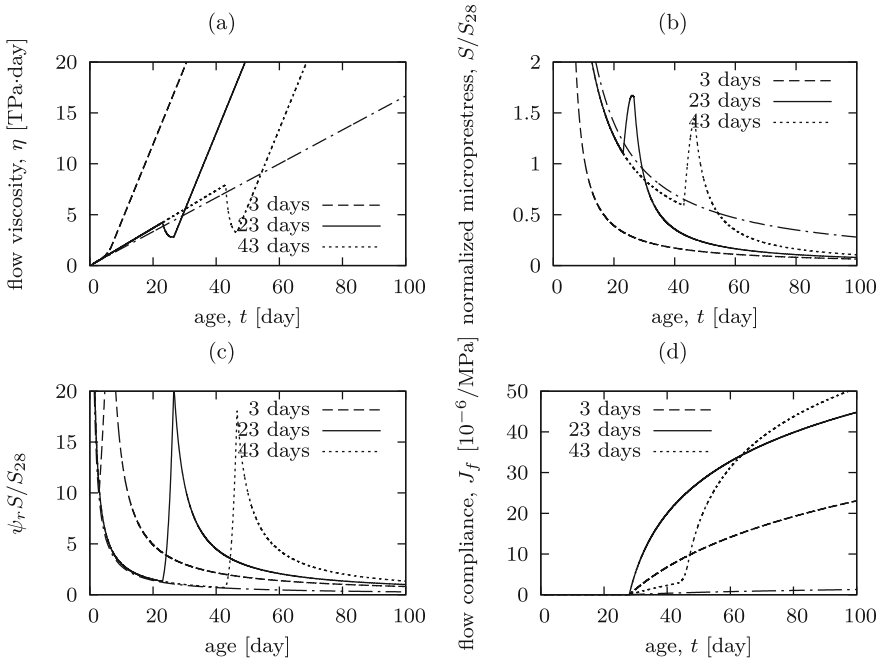 (a)
flow viscosity, η [TPa·day]
20
15
10
5
0
3 days
23 days
43 days
0 20 40 60 80 100
age, t [day]
(b)
normalized microprestress, S/S28
2
1.5
1
0.5
0
3 days
23 days
43 days
0 20 40 60 80 100
age, t [day]
(c)
ψrS/S28
20
15
10
5
0
3 days
23 days
43 days
0 20 40 60 80 100
age [day]
(d)
flow compliance, Jf [10−6/MPa]
50
40
30
20
10
0
3 days
23 days
43 days
0 20 40 60 80 100
age, t [day]